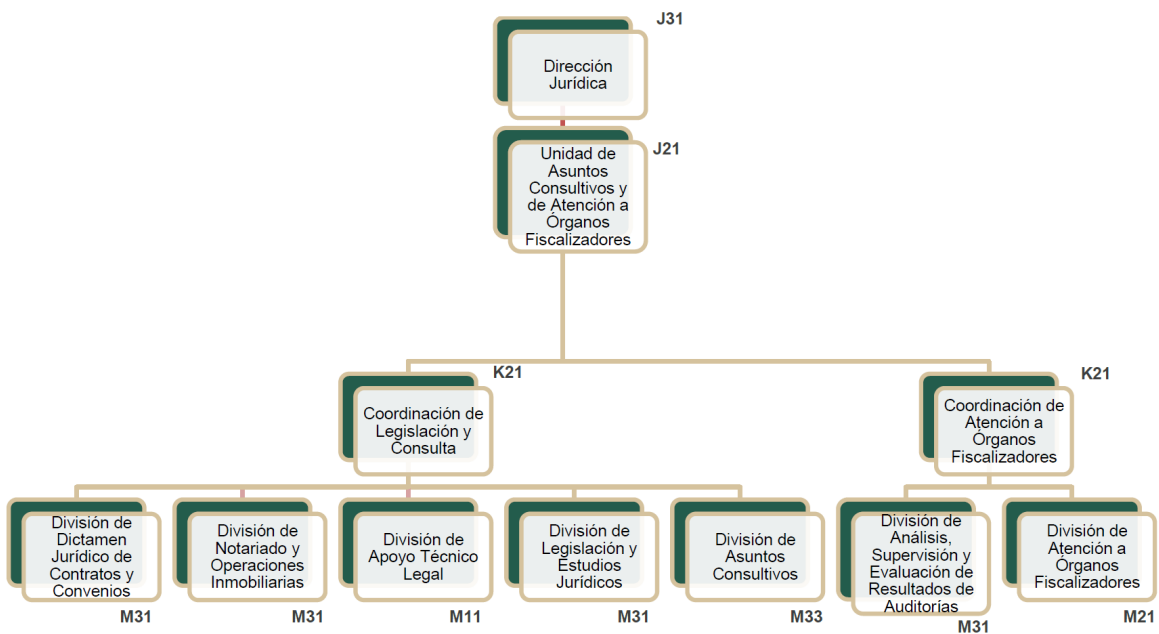 J31
Dirección
Jurídica
J21
Unidad de
Asuntos
Consultivos y
de Atención a
Órganos
Fiscalizadores
K21
Coordinación de
Legislación y
Consulta
K21
Coordinación de
Atención a
Órganos
Fiscalizadores
División de
Dictamen
Jurídico de
Contratos y
Convenios
M31
División de
Notariado y
Operaciones
Inmobiliarias
M31
División de
Apoyo Técnico
Legal
M11
División de
Legislación y
Estudios
Jurídicos
M31
División de
Asuntos
Consultivos
M33
División de
Análisis,
Supervisión y
Evaluación de
Resultados de
Auditorías
M31
División de
Atención a
Órganos
Fiscalizadores
M21